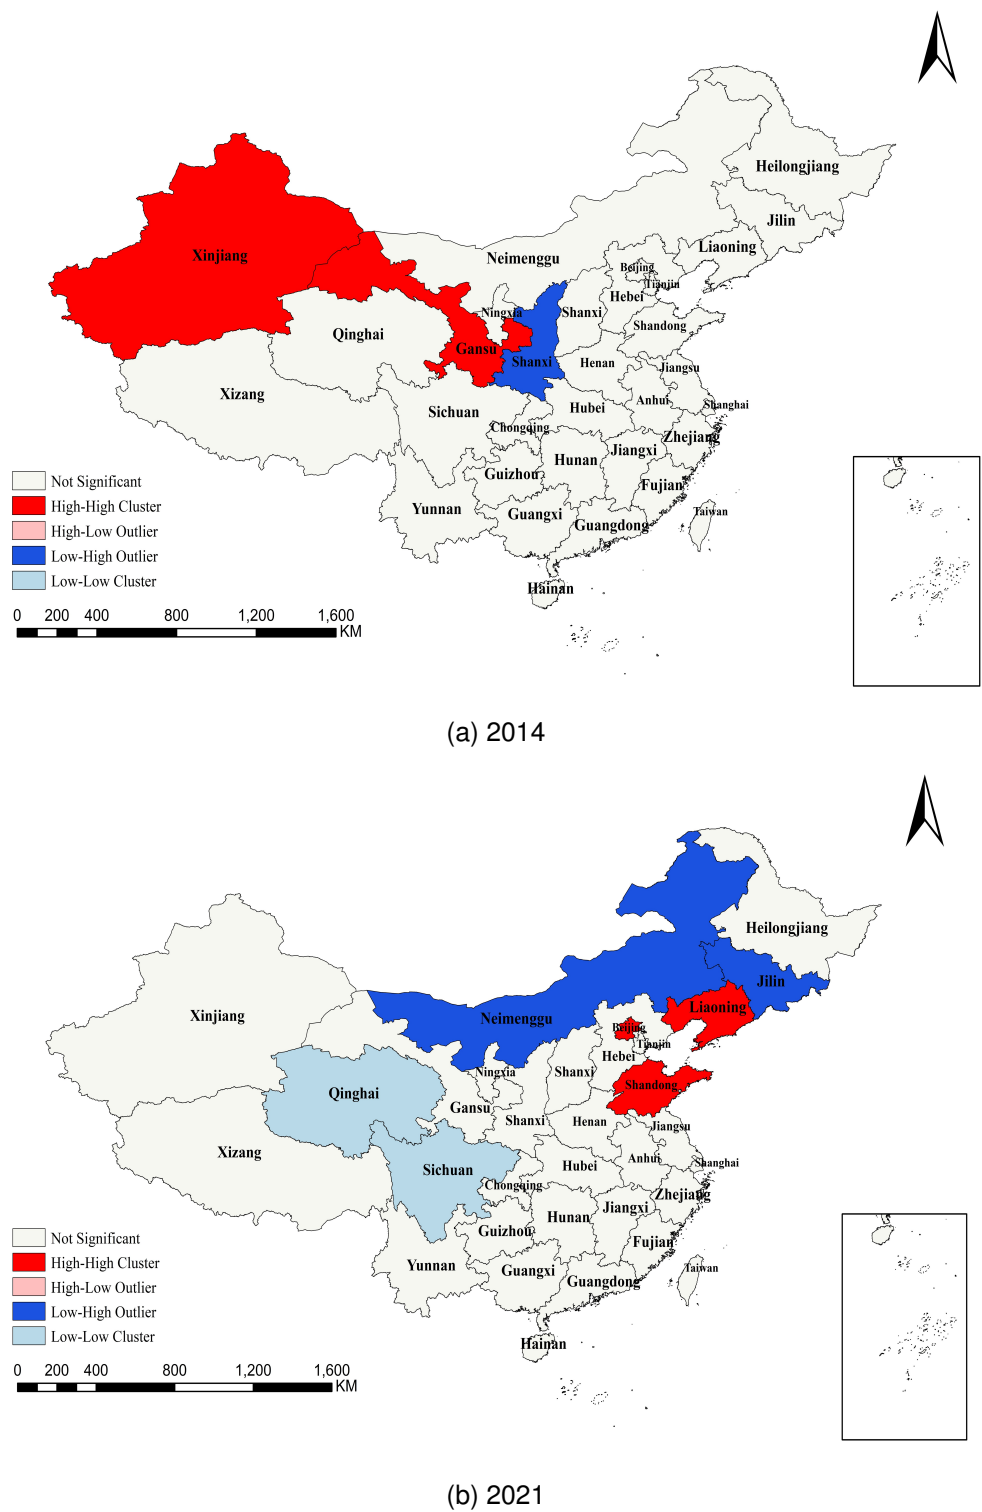 Heilongjiang
Jilin
Liaoning
Xinjiang
Neimenggu
Beijing
Tianjin
Hebei
Ningxia
Shanxi
Shandong
Qinghai
Gansu
Shanxi
Henan
Jiangsu
Xizang
Sichuan
Hubei
Anhui
Shanghai
Chongqing
Zhejiang
Jiangxi
Hunan
Guizhou
Fujian
Yunnan
Guangxi
Guangdong
Taiwan
Hainan
Not Significant
High-High Cluster
High-Low Outlier
Low-High Outlier
Low-Low Cluster
0 200 400 800 1,200 1,600
KM
(a) 2014
Heilongjiang
Jilin
Liaoning
Xinjiang
Neimenggu
Beijing
Tianjin
Hebei
Ningxia
Shanxi
Shandong
Qinghai
Gansu
Shanxi
Henan
Jiangsu
Xizang
Sichuan
Hubei
Anhui
Shanghai
Chongqing
Zhejiang
Jiangxi
Hunan
Guizhou
Fujian
Yunnan
Guangxi
Guangdong
Taiwan
Hainan
Not Significant
High-High Cluster
High-Low Outlier
Low-High Outlier
Low-Low Cluster
0 200 400 800 1,200 1,600
KM
(b) 2021